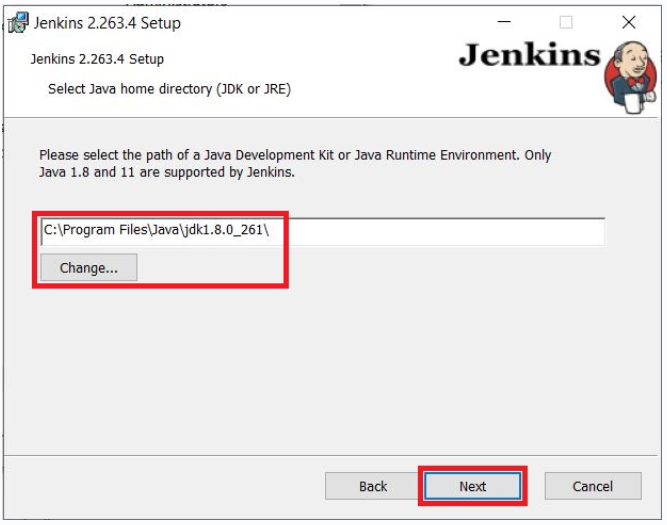 Jenkins 2.263.4 Setup
Jenkins 2.263.4 Setup
Jenkins
Select Java home directory (JDK or JRE)
Please select the path of a Java Development Kit or Java Runtime Environment. Only
Java 1.8 and 11 are supported by Jenkins.
C:\Program Files\Java\jdk1.8.0_261\
Change...
Back
Next
Cancel